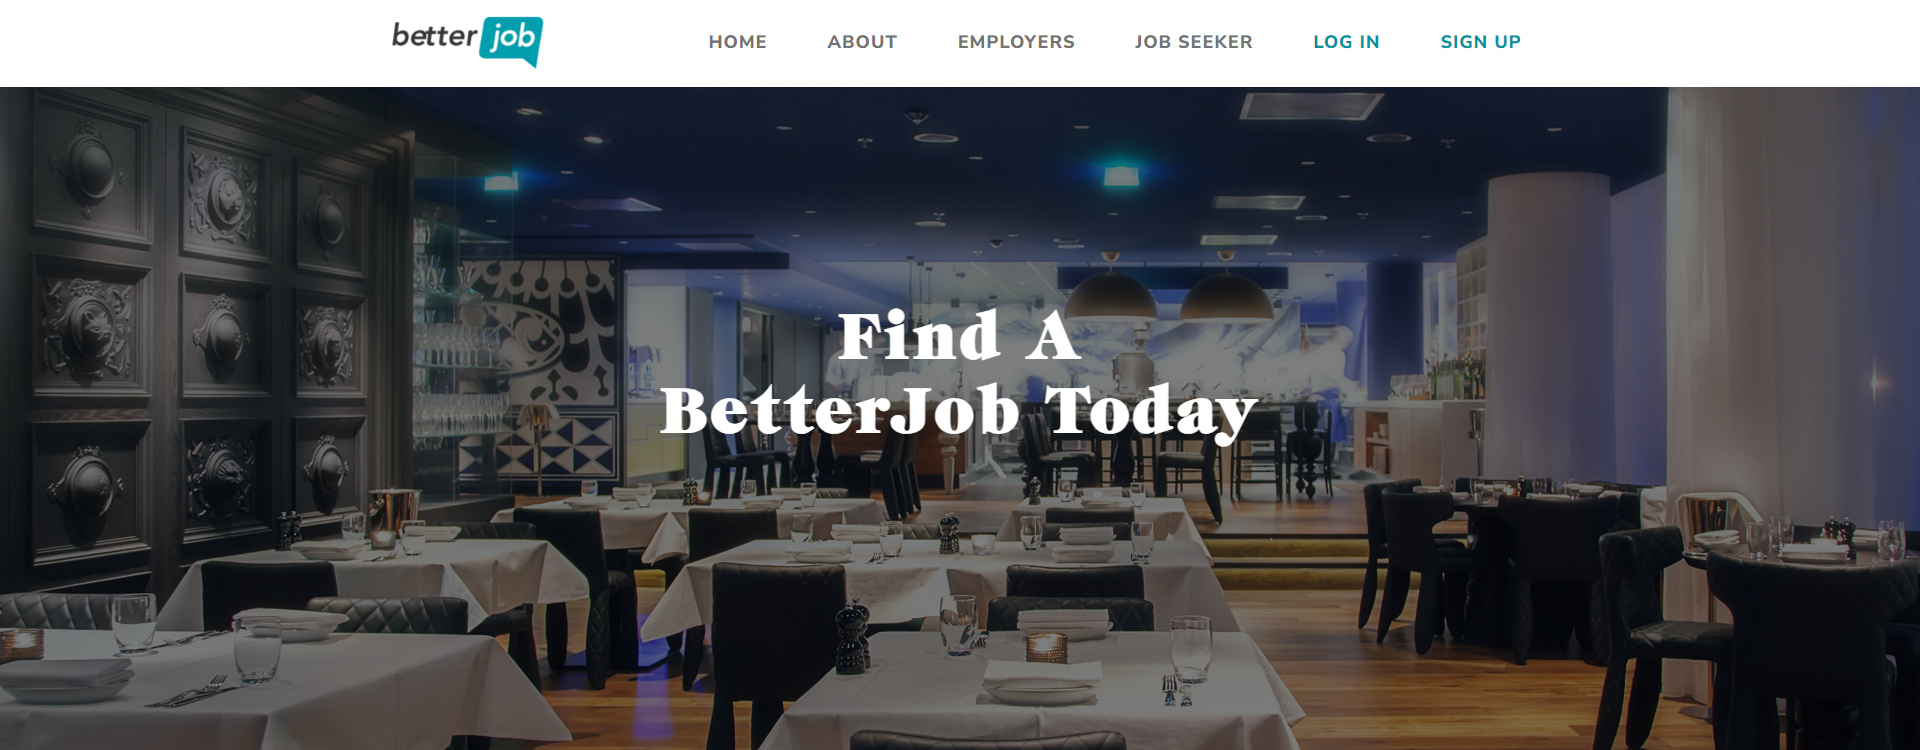 better job
HOME ABOUT EMPLOYERS JOB SEEKER LOG IN SIGN UP
Find A
BetterJob Today